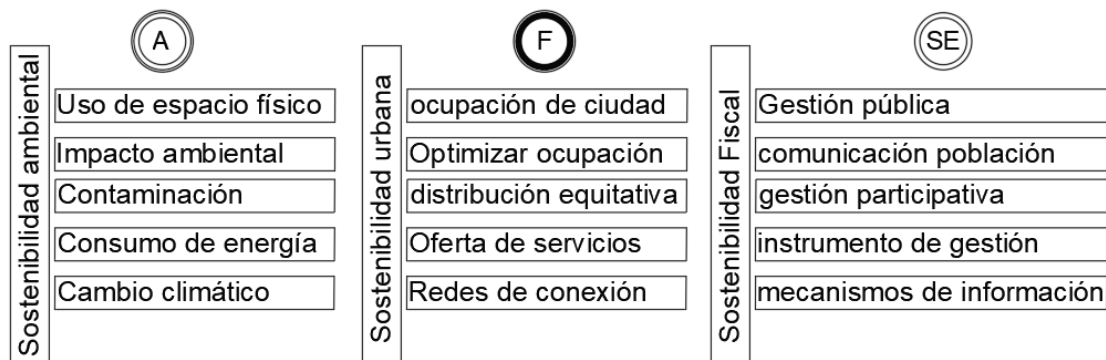 A
Sostenibilidad ambiental
Uso de espacio físico
Impacto ambiental
Contaminación
Consumo de energía
Cambio climático
F
Sostenibilidad urbana
ocupación de ciudad
Optimizar ocupación
distribución equitativa
Oferta de servicios
Redes de conexión
SE
Sostenibilidad Fiscal
Gestión pública
comunicación población
gestión participativa
instrumento de gestión
mecanismos de información